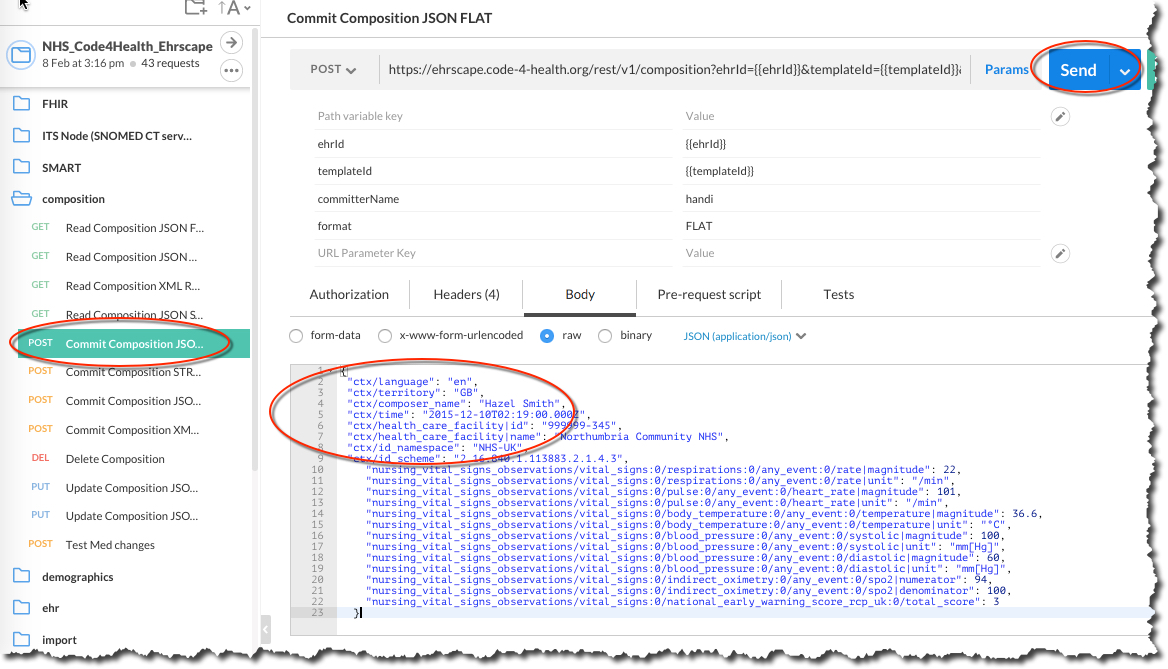 Commit Composition JSON FLAT
NHS_Code4Health_Ehrscape
8 Feb at 3:16 pm ● 43 requests
FHIR
ITS Node (SNOMED CT serv...
SMART
composition
GET Read Composition JSON F...
GET Read Composition JSON ...
GET Read Composition XML R...
GET Read Composition JSON S...
POST Commit Composition JSO...
POST Commit Composition STR...
POST Commit Composition JSO...
POST Commit Composition XM...
DEL Delete Composition
PUT Update Composition JSO...
PUT Update Composition JSO...
POST Test Med changes
demographics
ehr
import
POST https://ehrscape.code-4-health.org/rest/v1/composition?ehrId={{ehrId}}&templateId={{templateId}}& Params Send
Path variable key Value
ehrId {{ehrId}}
templateId {{templateId}}
committerName handi
format FLAT
URL Parameter Key Value
Authorization Headers (4) Body Pre-request script Tests
form-data x-www-form-urlencoded raw binary JSON (application/json)
1 {
2 "ctx/language": "en",
3 "ctx/territory": "GB",
4 "ctx/composer_name": "Hazel Smith",
5 "ctx/time": "2015-12-10T02:19:00.000Z",
6 "ctx/health_care_facility|id": "999999-345",
7 "ctx/health_care_facility|name": "Northumbria Community NHS",
8 "ctx/id_namespace": "NHS-UK",
9 "ctx/id_scheme": "2.16.840.1.113883.2.1.4.3",
10 "nursing_vital_signs_observations/vital_signs:0/respirations:0/any_event:0/rate|magnitude": 22,
11 "nursing_vital_signs_observations/vital_signs:0/respirations:0/any_event:0/rate|unit": "/min",
12 "nursing_vital_signs_observations/vital_signs:0/pulse:0/any_event:0/heart_rate|magnitude": 101,
13 "nursing_vital_signs_observations/vital_signs:0/pulse:0/any_event:0/heart_rate|unit": "/min",
14 "nursing_vital_signs_observations/vital_signs:0/body_temperature:0/any_event:0/temperature|magnitude": 36.6,
15 "nursing_vital_signs_observations/vital_signs:0/body_temperature:0/any_event:0/temperature|unit": "°C",
16 "nursing_vital_signs_observations/vital_signs:0/blood_pressure:0/any_event:0/systolic|magnitude": 100,
17 "nursing_vital_signs_observations/vital_signs:0/blood_pressure:0/any_event:0/systolic|unit": "mm[Hg]",
18 "nursing_vital_signs_observations/vital_signs:0/blood_pressure:0/any_event:0/diastolic|magnitude": 60,
19 "nursing_vital_signs_observations/vital_signs:0/blood_pressure:0/any_event:0/diastolic|unit": "mm[Hg]",
20 "nursing_vital_signs_observations/vital_signs:0/indirect_oximetry:0/any_event:0/spo2|numerator": 94,
21 "nursing_vital_signs_observations/vital_signs:0/indirect_oximetry:0/any_event:0/spo2|denominator": 100,
22 "nursing_vital_signs_observations/vital_signs:0/national_early_warning_score_rcp_uk:0/total_score": 3
23 }